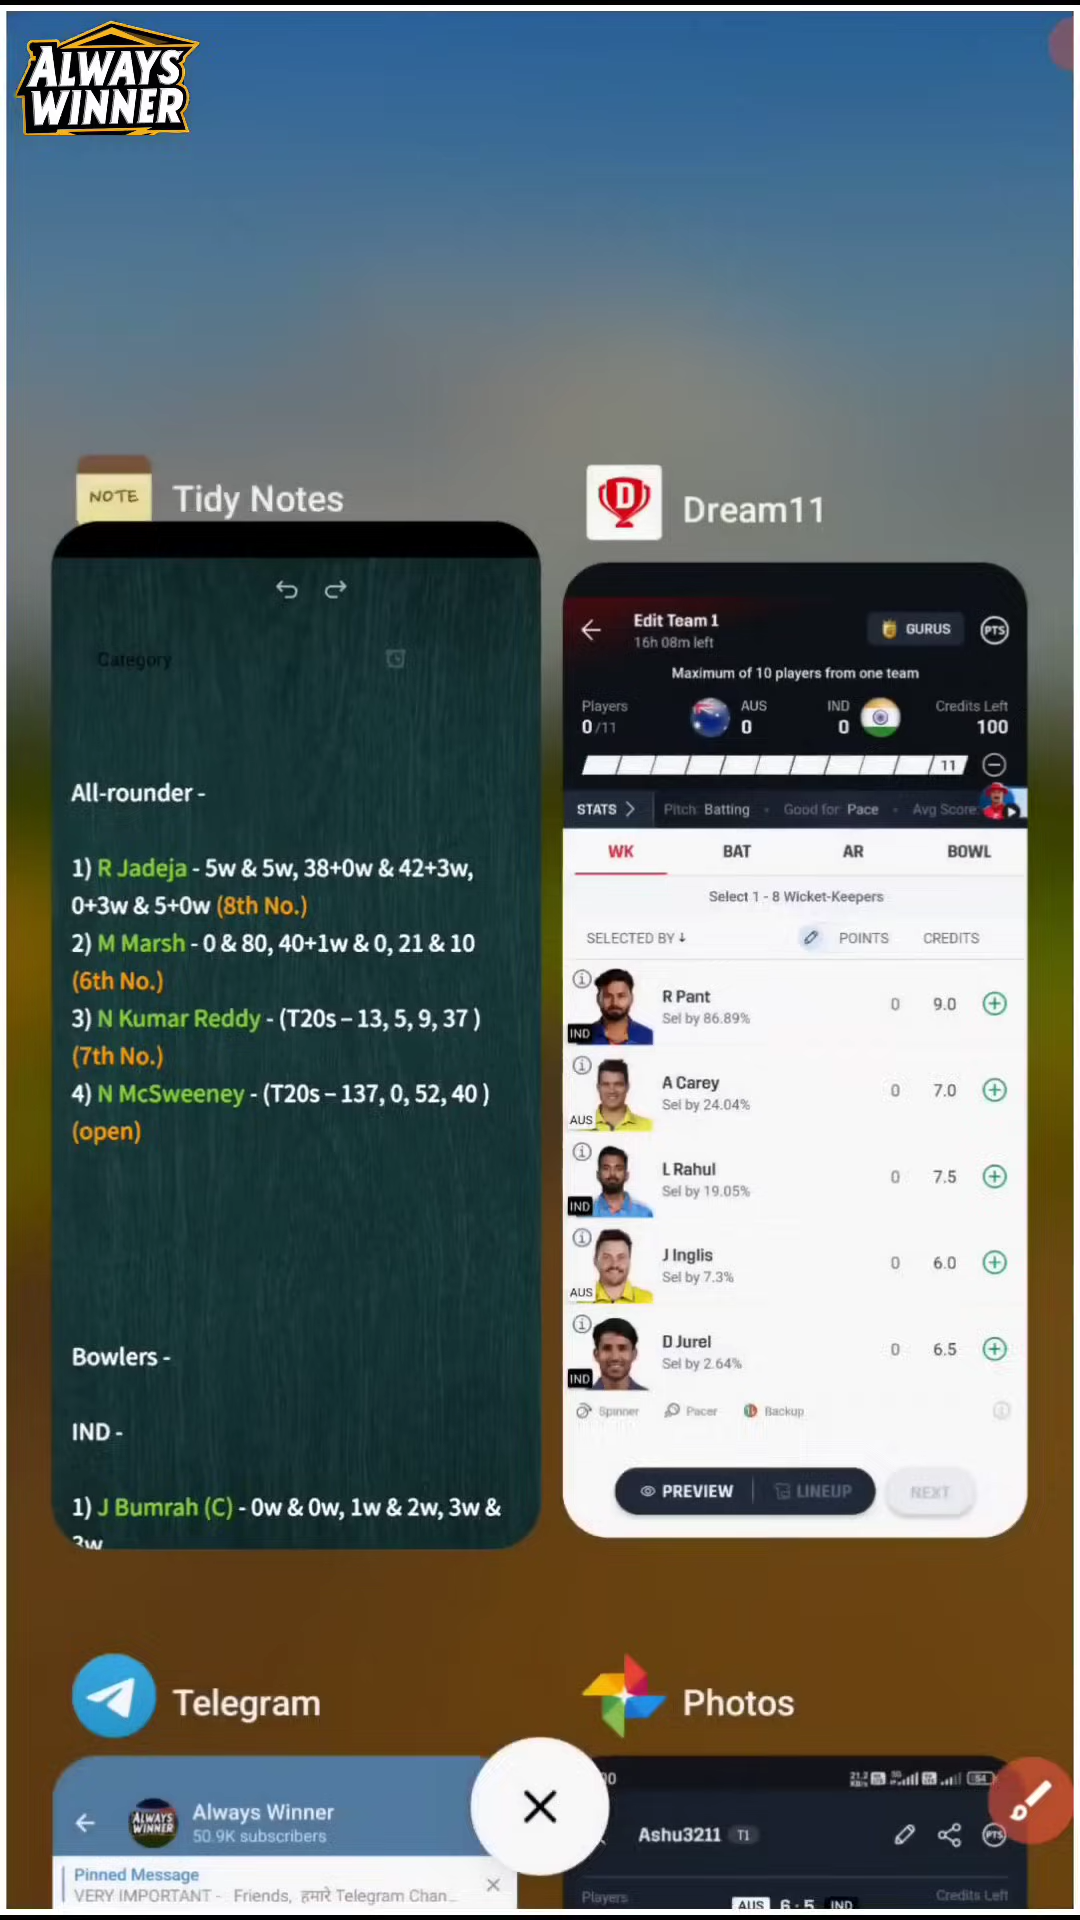 ALWAYS
WINNER
NOTE
Tidy Notes
Dream11
Category
All-rounder -
1) R Jadeja - 5w & 5w, 38+0w & 42+3w,
0+3w & 5+0w (8th No.)
2) M Marsh - 0 & 80, 40+1w & 0, 21 & 10
(6th No.)
3) N Kumar Reddy - (T20s – 13, 5, 9, 37 )
(7th No.)
4) N McSweeney - (T20s – 137, 0, 52, 40 )
(open)
Bowlers -
IND -
1) J Bumrah (C) - 0w & 0w, 1w & 2w, 3w &
3w
Edit Team 1
16h 08m left
GURUS
PTS
Maximum of 10 players from one team
Players
0/11
AUS
0
IND
0
Credits Left
100
11
STATS
Pitch: Batting
Good for: Pace
Avg Score:
WK BAT AR BOWL
Select 1 - 8 Wicket-Keepers
SELECTED BY POINTS CREDITS
IND
R Pant
Sel by 86.89%
0 9.0
AUS
A Carey
Sel by 24.04%
0 7.0
IND
L Rahul
Sel by 19.05%
0 7.5
AUS
J Inglis
Sel by 7.3%
0 6.0
IND
D Jurel
Sel by 2.64%
0 6.5
Spinner Pacer Backup
PREVIEW LINEUP NEXT
Telegram
Photos
ALWAYS
WINNER
Always Winner
50.9K subscribers
Pinned Message
VERY IMPORTANT - Friends, हमारे Telegram Chan...
54
Ashu3211 T1
PTS
Players
AUS 6 : 5 IND
Credits Left